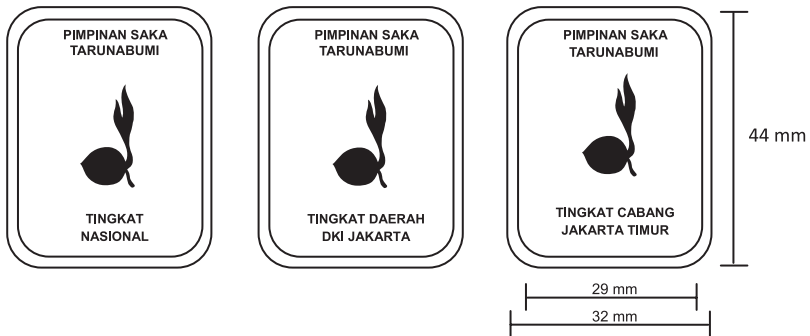 PIMPINAN SAKA
TARUNABUMI
TINGKAT
NASIONAL
PIMPINAN SAKA
TARUNABUMI
TINGKAT DAERAH
DKI JAKARTA
PIMPINAN SAKA
TARUNABUMI
TINGKAT CABANG
JAKARTA TIMUR
44 mm
29 mm
32 mm